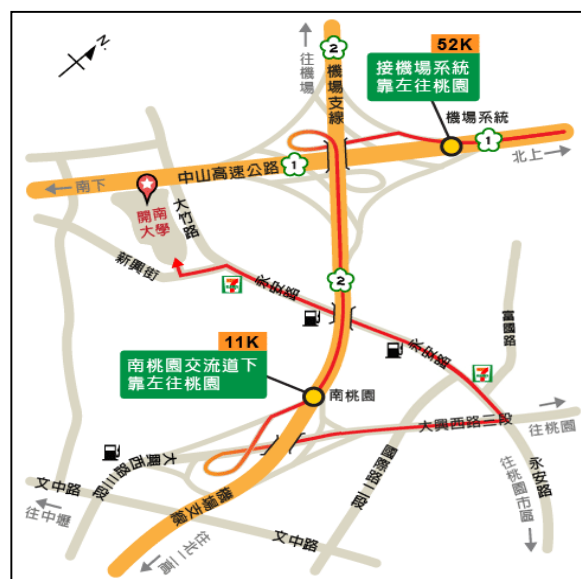 N.
往機場
2
機場支線
52K
接機場系統
靠左往桃園
機場系統
1
北上
中山高速公路
1
南下
開南
大學
大竹路
新興街
7
永安路
2
富國路
11K
南桃園交流道下
靠左往桃園
永安路
7
南桃園
大興西路二段
往桃園
大興西路三段
國際路二段
永安路
往桃園市區
文中路
往中壢
機場支線
文中路
往北二高